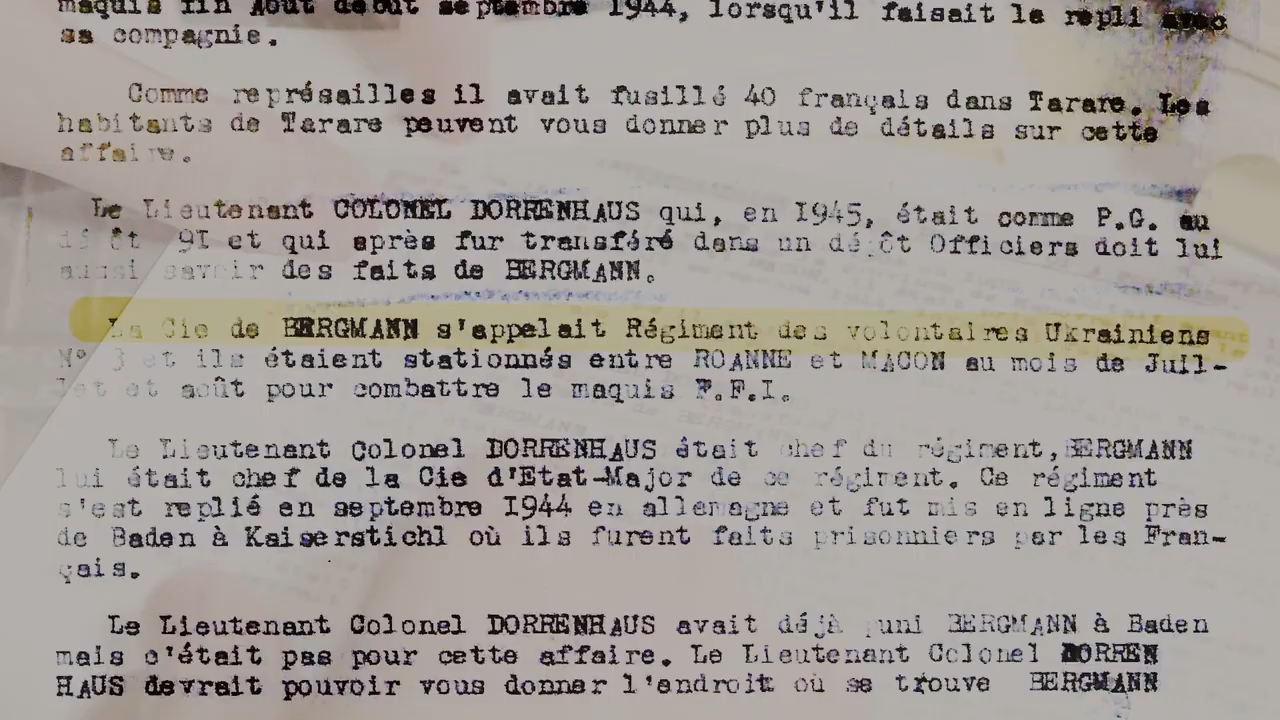 maquis fin Août début septembre 1944, lorsqu'il faisait le repli avec
sa compagnie.
Comme représailles il avait fusillé 40 français dans Tarare. Les
habitants de Tarare peuvent vous donner plus de détails sur cette
affaire.
Le Lieutenant COLONEL DORRENHAUS qui, en 1945, était comme P.G. au
dépôt 91 et qui après fur transféré dans un dépôt Officiers doit lui
aussi savoir des faits de BERGMANN.
La Cie de BERGMANN s'appelait Régiment des volontaires Ukrainiens
N° 3 et ils étaient stationnés entre ROANNE et MACON au mois de Juil-
let et août pour combattre le maquis F.F.I.
Le Lieutenant Colonel DORRENHAUS était chef du régiment, BERGMANN
lui était chef de la Cie d'Etat-Major de ce régiment. Ce régiment
s'est replié en septembre 1944 en allemagne et fut mis en ligne près
de Baden à Kaiserstichl où ils furent faits prisonniers par les Fran-
çais.
Le Lieutenant Colonel DORRENHAUS avait déjà puni BERGMANN à Baden
mais c'était pas pour cette affaire. Le Lieutenant Colonel DORREN
HAUS devrait pouvoir vous donner l'endroit où se trouve BERGMANN